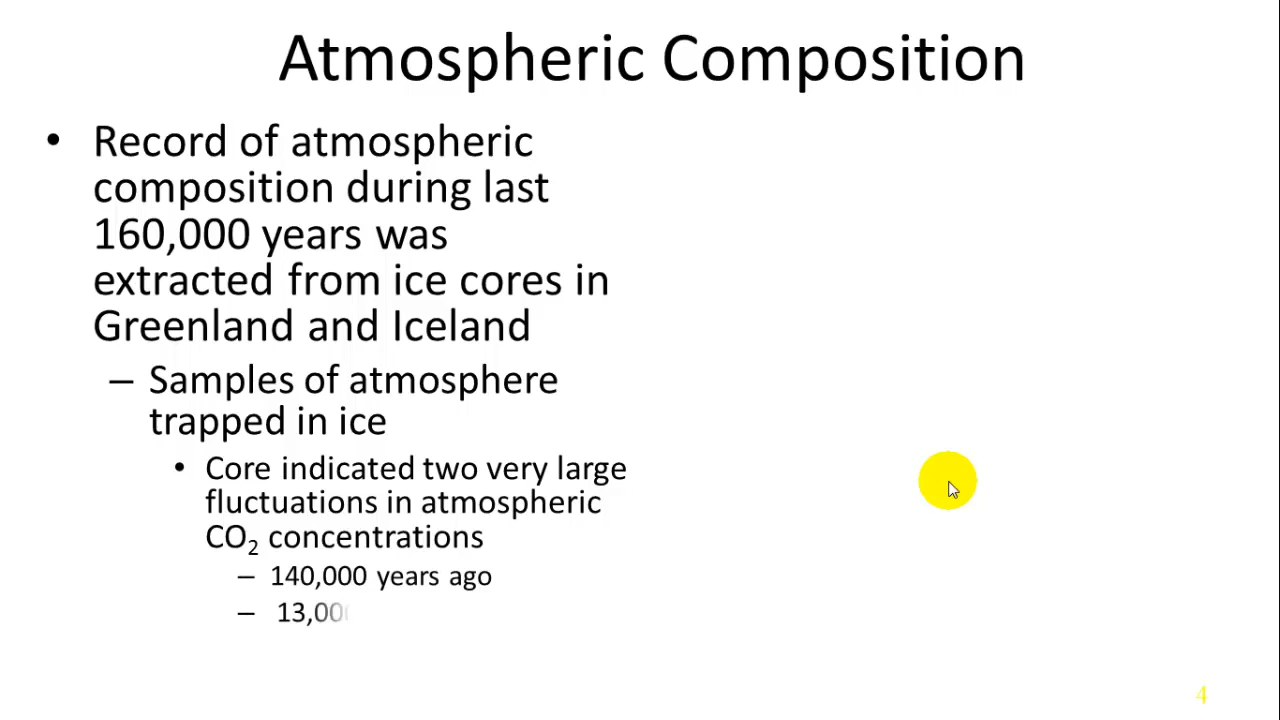 Atmospheric Composition
• Record of atmospheric
composition during last
160,000 years was
extracted from ice cores in
Greenland and Iceland
– Samples of atmosphere
trapped in ice
• Core indicated two very large
fluctuations in atmospheric
CO₂ concentrations
– 140,000 years ago
– 13,000
4